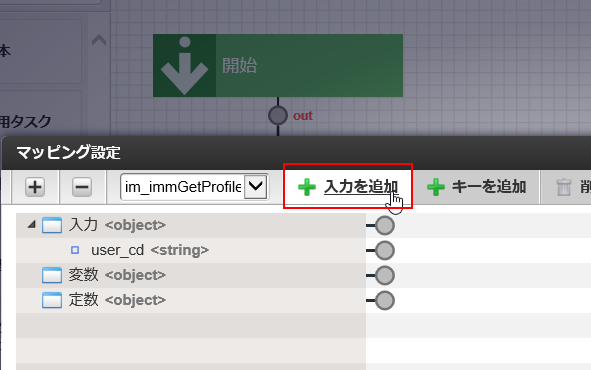 本
開始
out
用タスク
マッピング設定
im_immGetProfile
入力を追加
キーを追加
入力 <object>
user_cd <string>
変数 <object>
定数 <object>